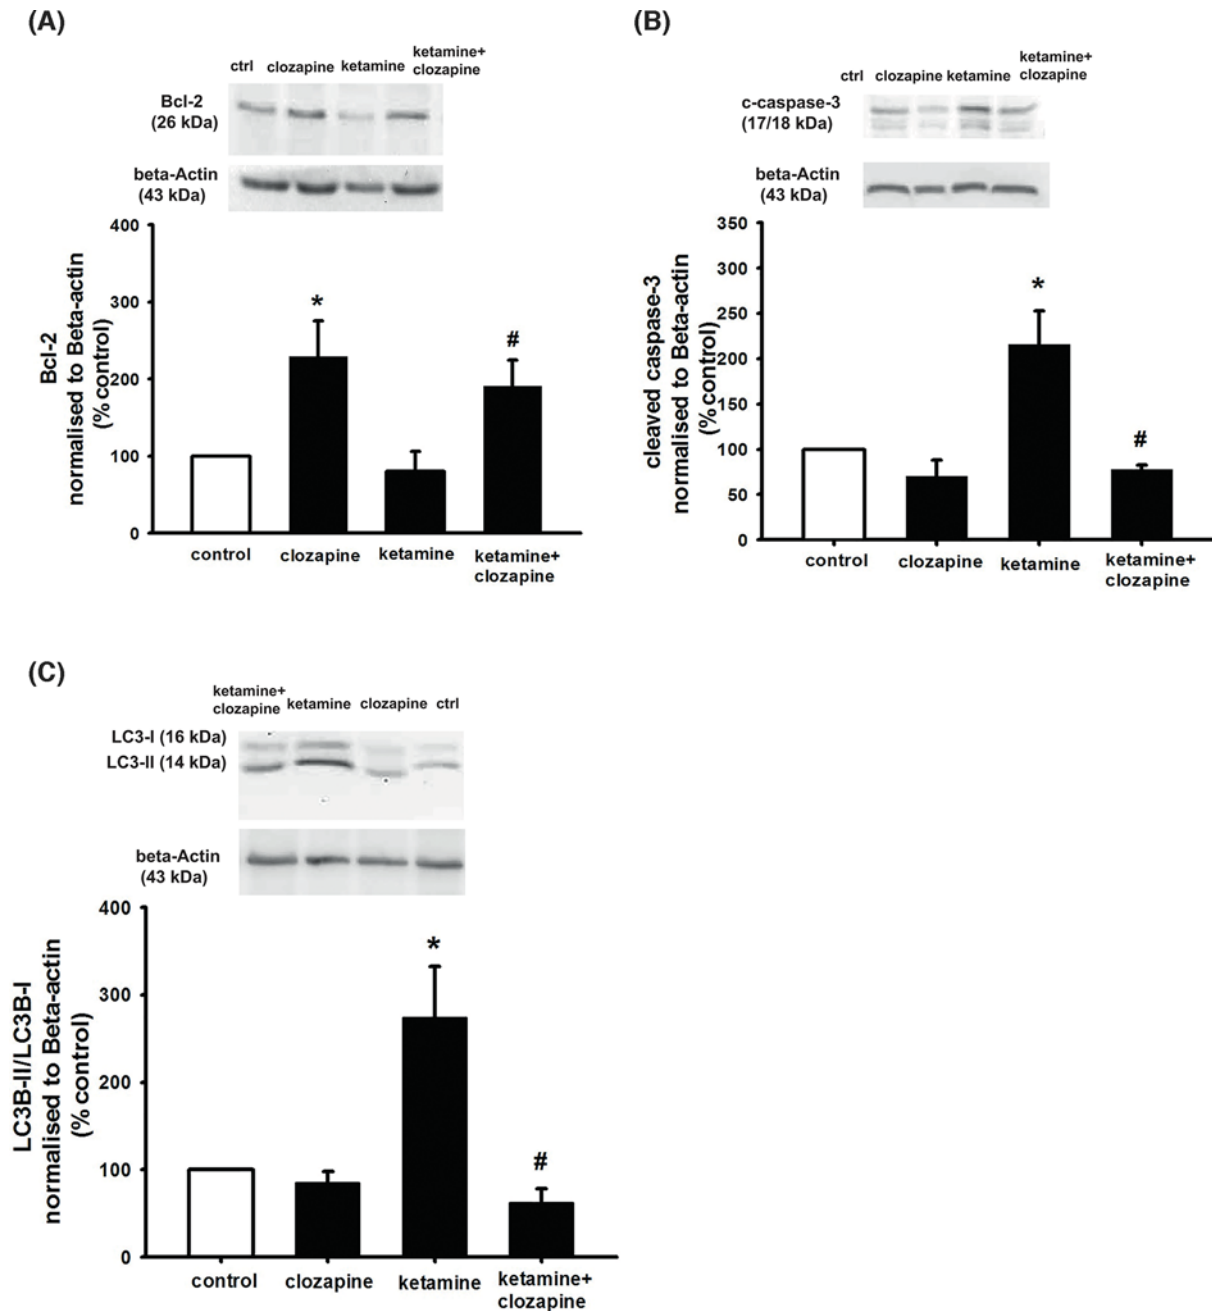 (A)
ctrl clozapine ketamine ketamine+
clozapine
Bcl-2
(26 kDa)
beta-Actin
(43 kDa)
Bcl-2
normalised to Beta-actin
(% control)
400
300
200
100
0
*
#
control clozapine ketamine ketamine+
clozapine
(B)
ctrl clozapine ketamine ketamine+
clozapine
c-caspase-3
(17/18 kDa)
beta-Actin
(43 kDa)
cleaved caspase-3
normalised to Beta-actin
(% control)
350
300
250
200
150
100
50
0
*
#
control clozapine ketamine ketamine+
clozapine
(C)
ketamine+
clozapine ketamine clozapine ctrl
LC3-I (16 kDa)
LC3-II (14 kDa)
beta-Actin
(43 kDa)
LC3B-II/LC3B-I
normalised to Beta-actin
(% control)
400
300
200
100
0
*
#
control clozapine ketamine ketamine+
clozapine